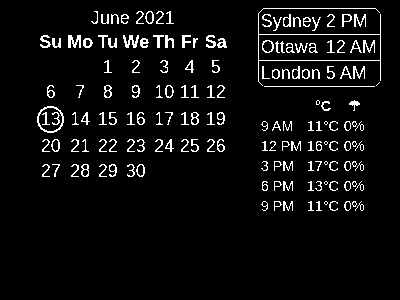 June 2021
Su Mo Tu We Th Fr Sa
1 2 3 4 5
6 7 8 9 10 11 12
13 14 15 16 17 18 19
20 21 22 23 24 25 26
27 28 29 30
Sydney 2 PM
Ottawa 12 AM
London 5 AM
°C ☂
9 AM 11°C 0%
12 PM 16°C 0%
3 PM 17°C 0%
6 PM 13°C 0%
9 PM 11°C 0%